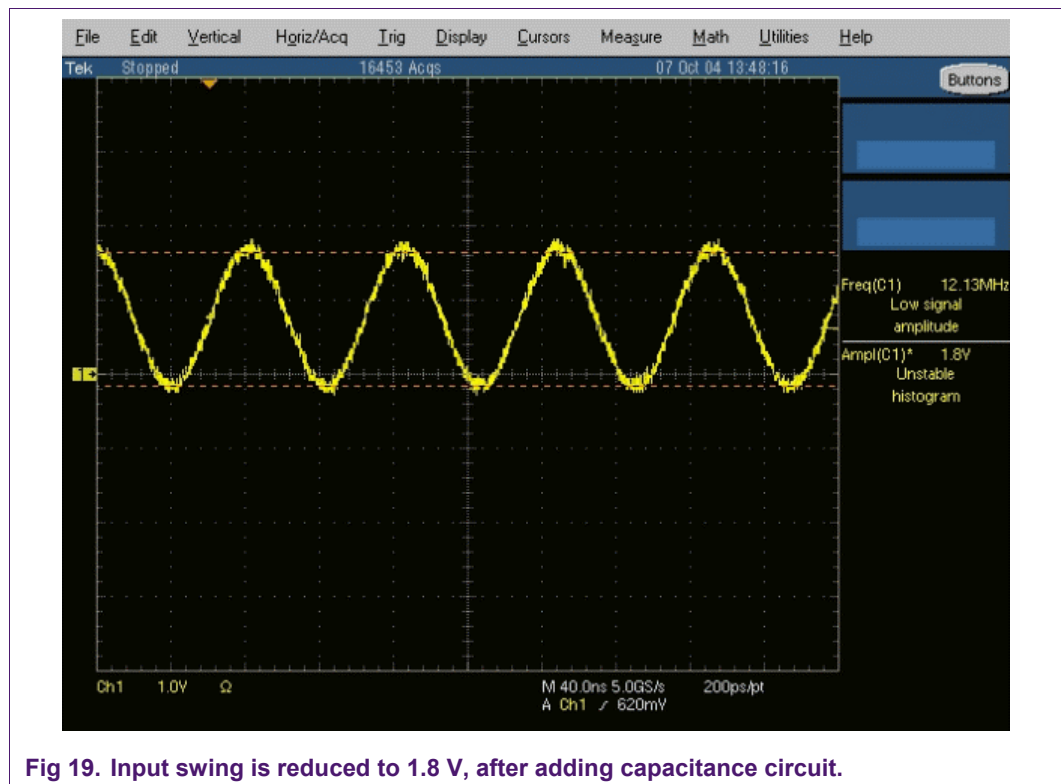 File Edit Vertical Horiz/Acq Trig Display Cursors Measure Math Utilities Help
Tek Stopped 16453 Acqs 07 Oct 04 13:48:16
Buttons
Freq(C1) 12.13MHz
Low signal
amplitude
Ampl(C1)* 1.8V
Unstable
histogram
1
Ch1 1.0V Ω M 40.0ns 5.0GS/s 200ps/pt
A Ch1 ∕ 620mV
Fig 19. Input swing is reduced to 1.8 V, after adding capacitance circuit.